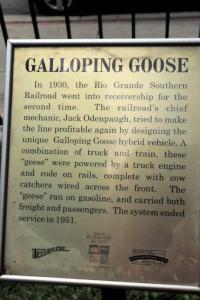 GALLOPING GOOSE
In 1930, the Rio Grande Southern
Railroad went into receivership for the
second time. The railroad's chief
mechanic, Jack Odenpaugh, tried to make
the line profitable again by designing the
unique Galloping Goose hybrid vehicle. A
combination of truck and train, these
"geese" were powered by a truck engine
and rode on rails, complete with cow
catchers wired across the front. The
"geese" ran on gasoline, and carried both
freight and passengers. The system ended
service in 1951.
TELLURIDE